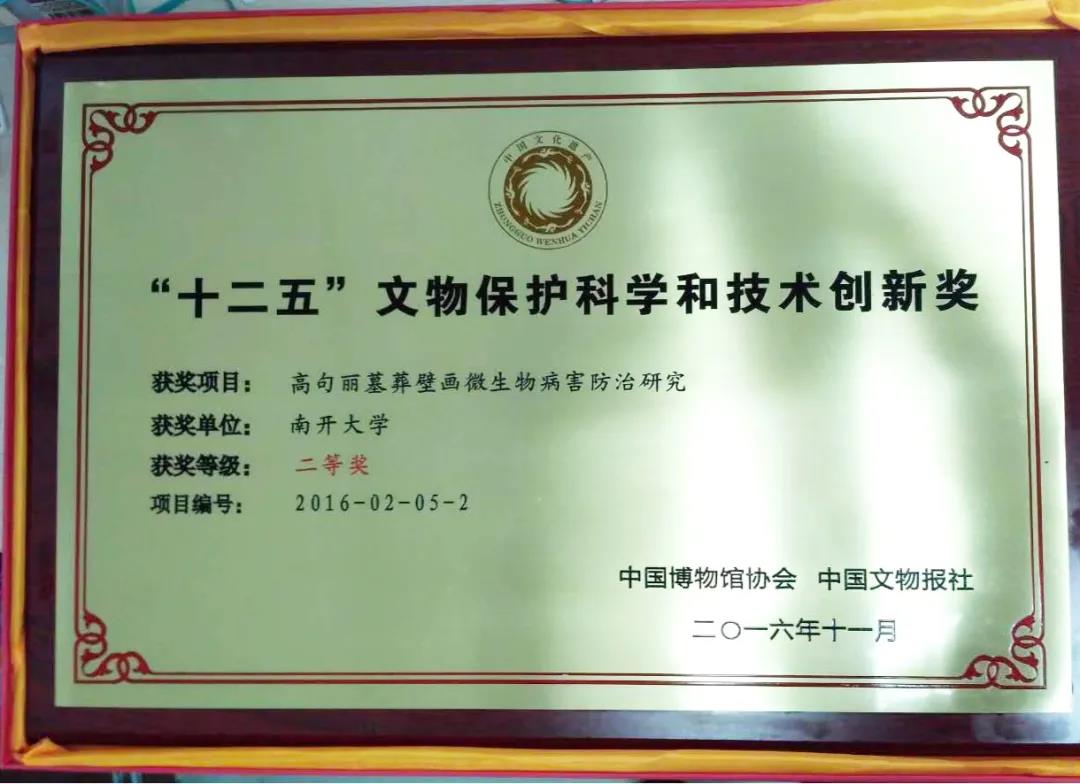 中国文化遗产
ZHONGGUO WENHUA YICHAN
“十二五”文物保护科学和技术创新奖
获奖项目： 高句丽墓葬壁画微生物病害防治研究
获奖单位： 南开大学
获奖等级： 二等奖
项目编号： 2016-02-05-2
中国博物馆协会 中国文物报社
二〇一六年十一月